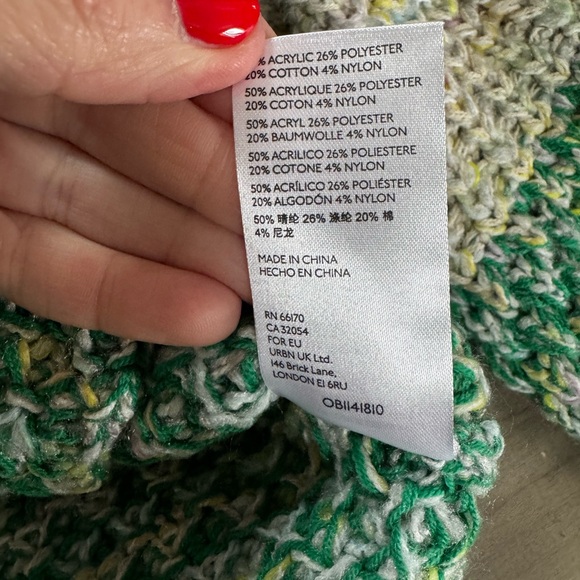 % ACRYLIC 26% POLYESTER
20% COTTON 4% NYLON
50% ACRYLIQUE 26% POLYESTER
20% COTON 4% NYLON
50% ACRYL 26% POLYESTER
20% BAUMWOLLE 4% NYLON
50% ACRILICO 26% POLIESTERE
20% COTONE 4% NYLON
50% ACRÍLICO 26% POLIÉSTER
20% ALGODÓN 4% NYLON
50% 晴纶 26% 涤纶 20% 棉
4% 尼龙
MADE IN CHINA
HECHO EN CHINA
RN 66170
CA 32054
FOR EU
URBN UK Ltd.
146 Brick Lane,
LONDON E1 6RU
OB1141810